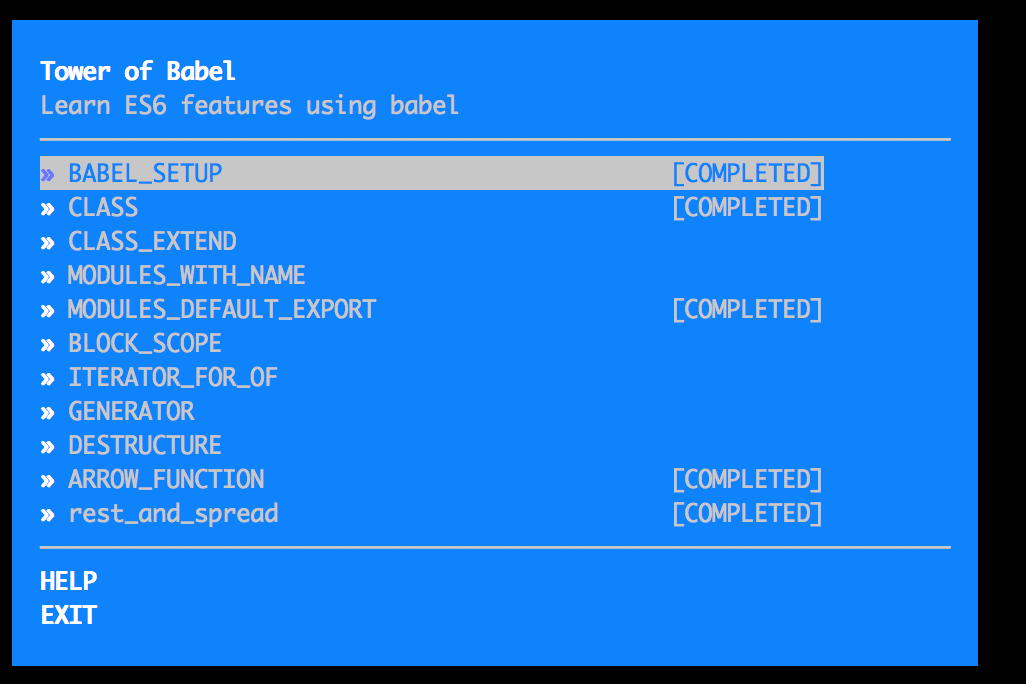 Tower of Babel
Learn ES6 features using babel
» BABEL_SETUP [COMPLETED]
» CLASS [COMPLETED]
» CLASS_EXTEND
» MODULES_WITH_NAME
» MODULES_DEFAULT_EXPORT [COMPLETED]
» BLOCK_SCOPE
» ITERATOR_FOR_OF
» GENERATOR
» DESTRUCTURE
» ARROW_FUNCTION [COMPLETED]
» rest_and_spread [COMPLETED]
HELP
EXIT